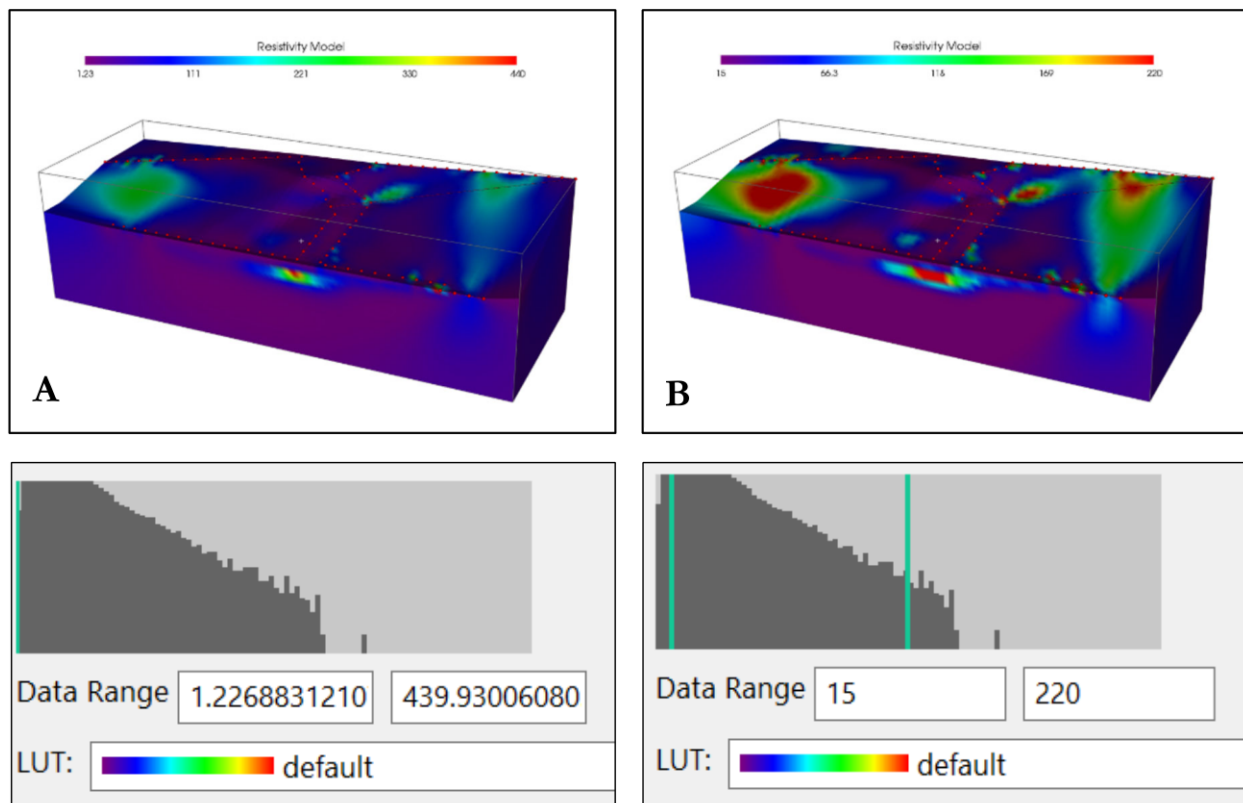 Resistivity Model
1.23 111 221 330 440
A
Resistivity Model
15 66.3 118 169 220
B
Data Range 1.2268831210 439.93006080
LUT: default
Data Range 15 220
LUT: default